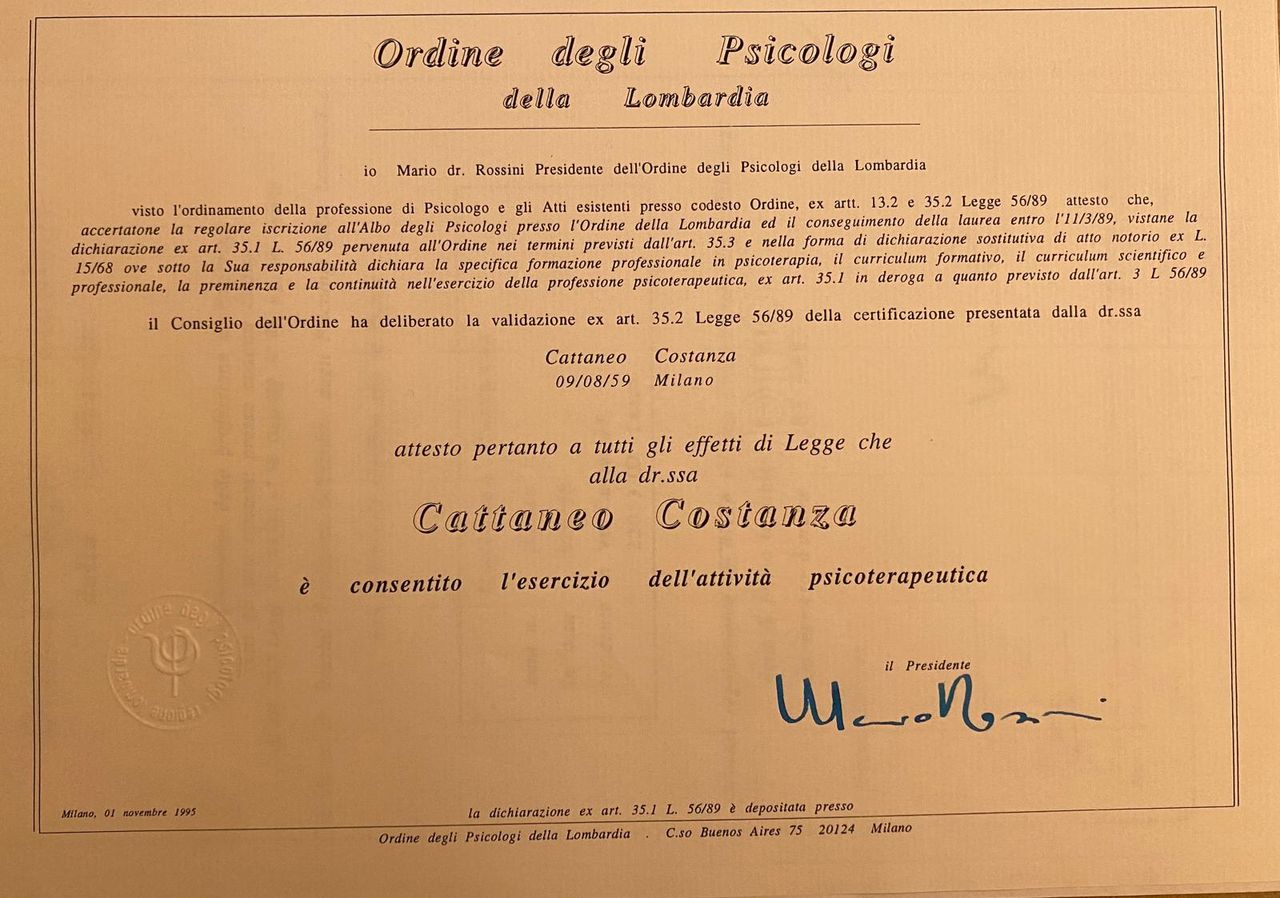 Ordine degli Psicologi
della Lombardia
io Mario dr. Rossini Presidente dell'Ordine degli Psicologi della Lombardia
visto l'ordinamento della professione di Psicologo e gli Atti esistenti presso codesto Ordine, ex artt. 13.2 e 35.2 Legge 56/89 attesto che,
accertatone la regolare iscrizione all'Albo degli Psicologi presso l'Ordine della Lombardia ed il conseguimento della laurea entro l'11/3/89, vistane la
dichiarazione ex art. 35.1 L. 56/89 pervenuta all'Ordine nei termini previsti dall'art. 35.3 e nella forma di dichiarazione sostitutiva di atto notorio ex L.
15/68 ove sotto la Sua responsabilità dichiara la specifica formazione professionale in psicoterapia, il curriculum formativo, il curriculum scientifico e
professionale, la preminenza e la continuità nell'esercizio della professione psicoterapeutica, ex art. 35.1 in deroga a quanto previsto dall'art. 3 L 56/89
il Consiglio dell'Ordine ha deliberato la validazione ex art. 35.2 Legge 56/89 della certificazione presentata dalla dr.ssa
Cattaneo Costanza
09/08/59 Milano
attesto pertanto a tutti gli effetti di Legge che
alla dr.ssa
Cattaneo Costanza
è consentito l'esercizio dell'attività psicoterapeutica
ordine degli psicologi regione lombardia
il Presidente
Mario Rossini
Milano, 01 novembre 1995
la dichiarazione ex art. 35.1 L. 56/89 è depositata presso
Ordine degli Psicologi della Lombardia . C.so Buenos Aires 75 20124 Milano